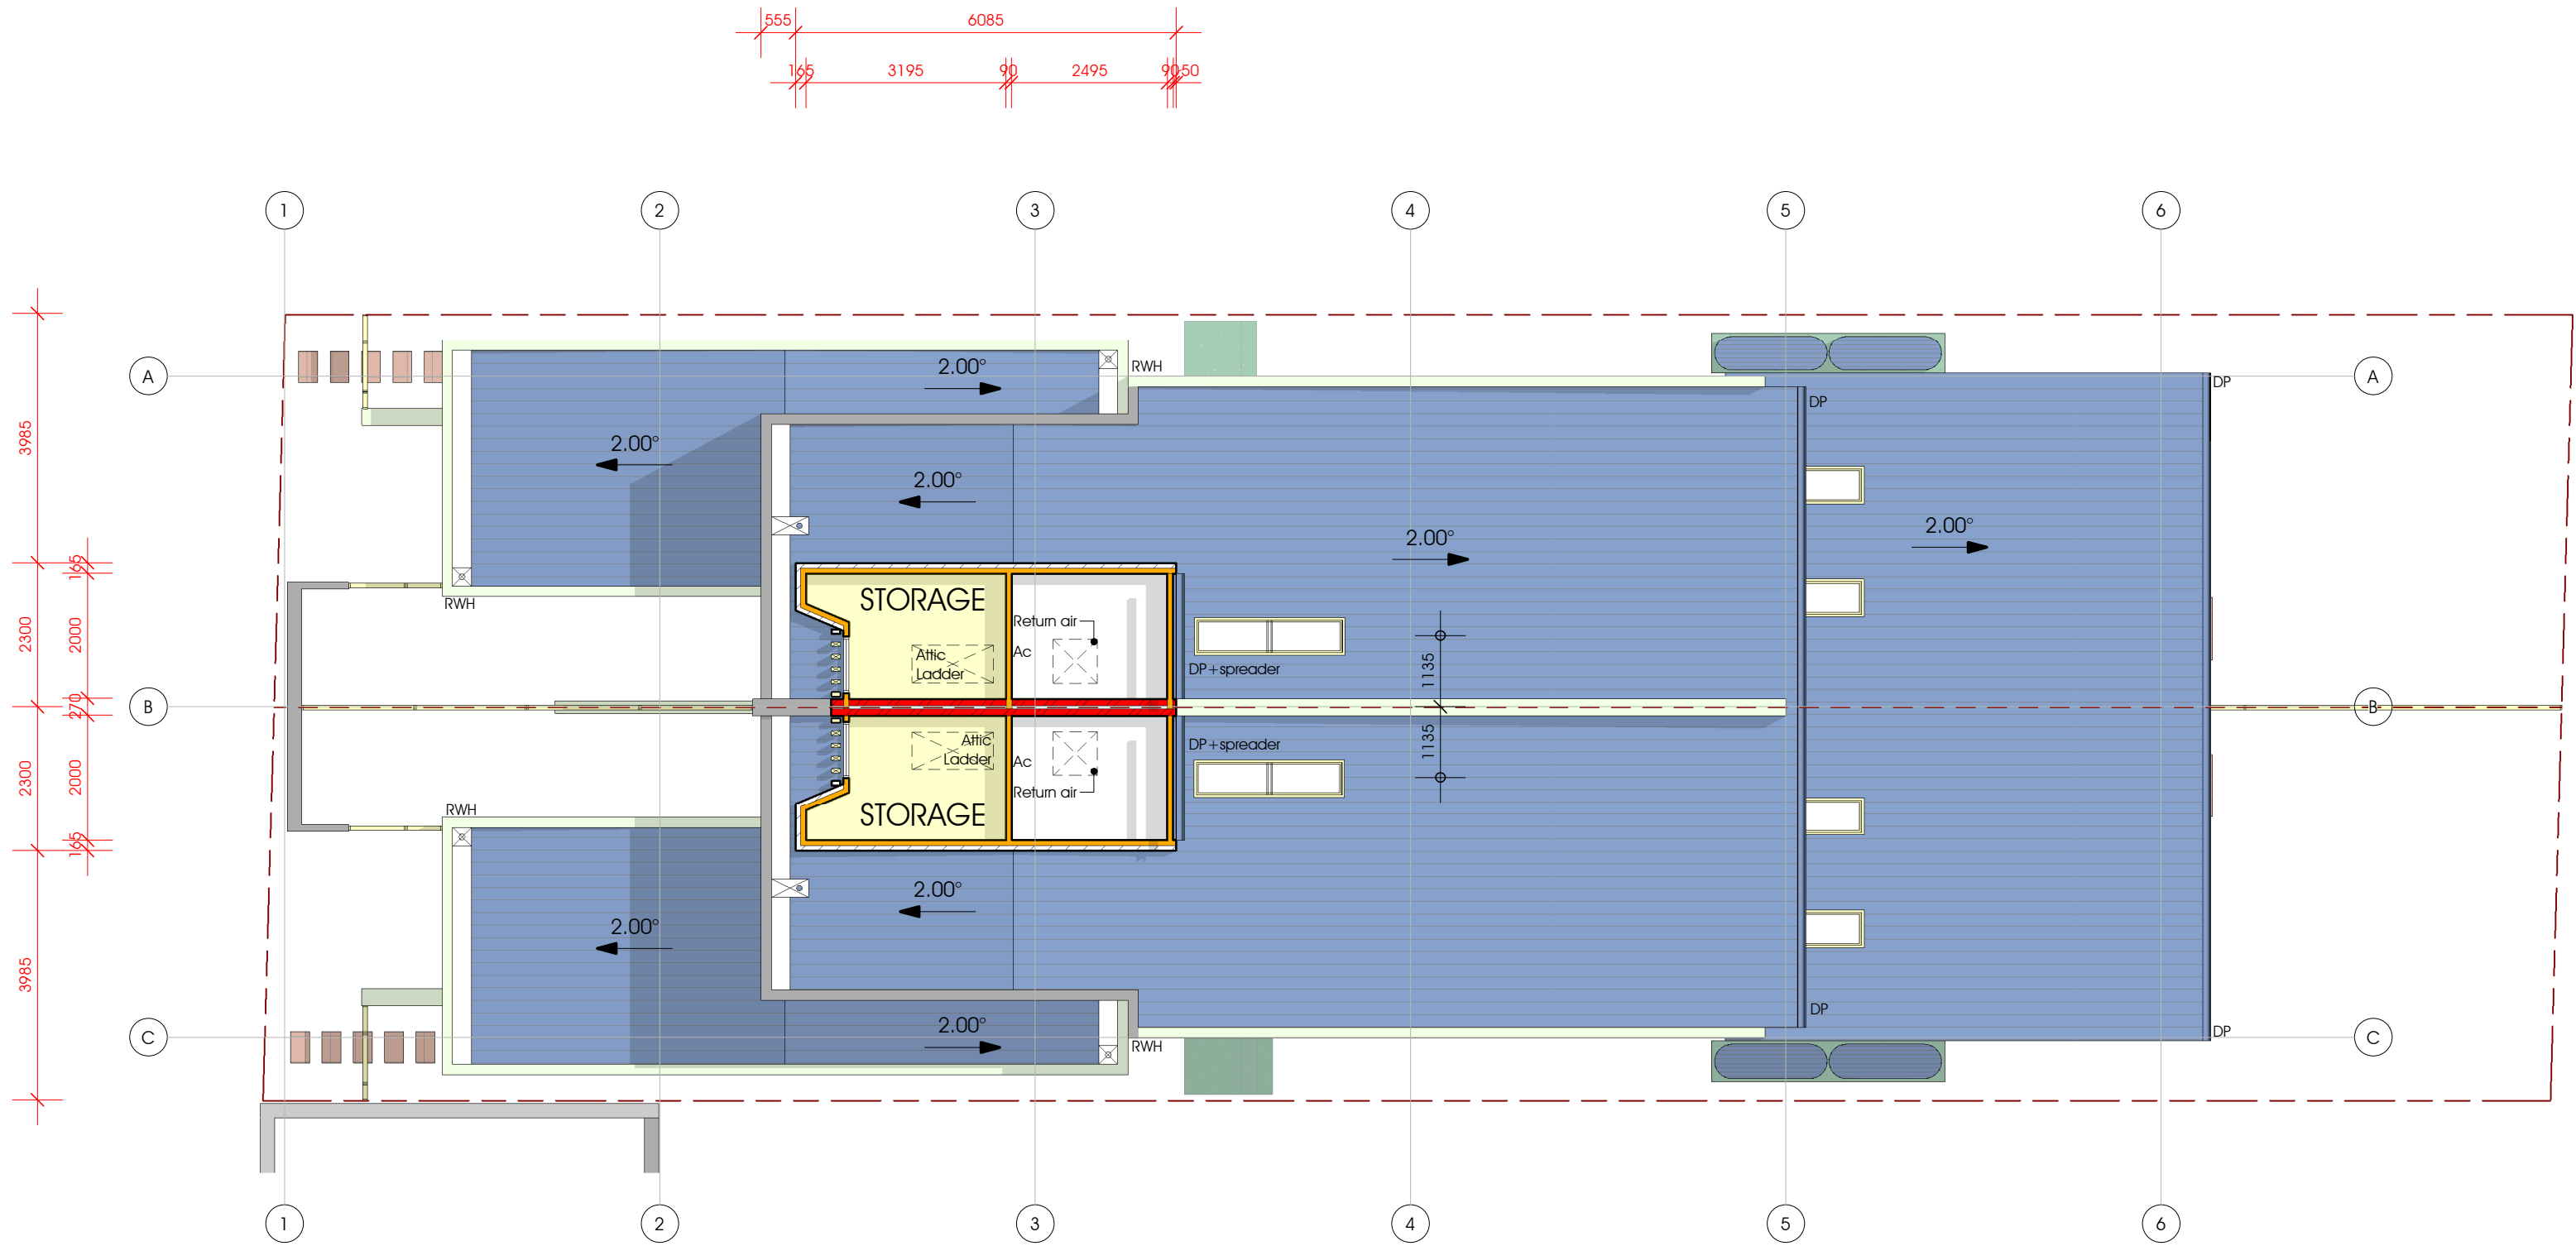 555 6085
165 3195 90 2495 90 50
1 2 3 4 5 6
A RWH A
2.00°
DP
DP
2.00°
2.00°
2.00°
2.00°
3985
165
2300 2000
270
2300 2000
165
3985
RWH
STORAGE
Return air
Attic
Ladder
Ac
DP+spreader
1135
B B
Attic
Ladder
Ac
DP+spreader
1135
Return air
STORAGE
RWH
2.00°
2.00°
2.00°
DP
DP
RWH
C C
1 2 3 4 5 6